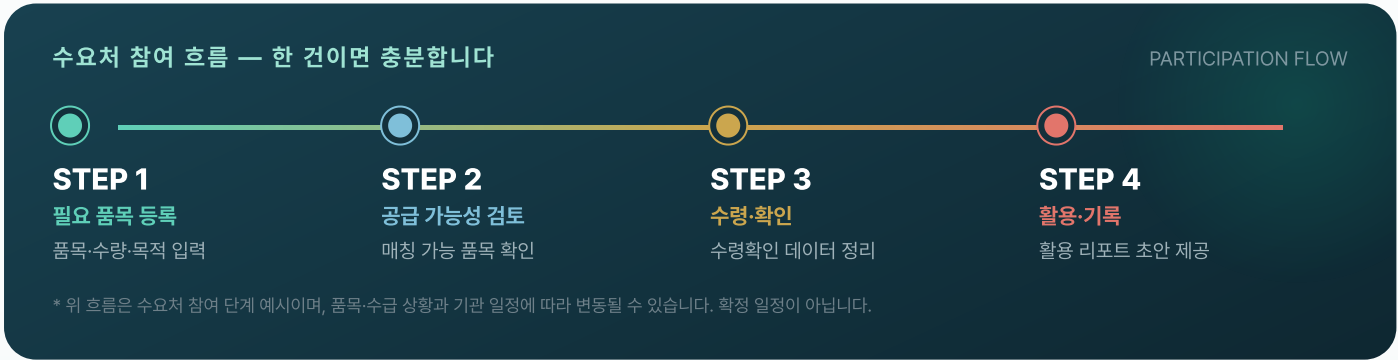 수요처 참여 흐름 — 한 건이면 충분합니다
PARTICIPATION FLOW
STEP 1
필요 품목 등록
품목·수량·목적 입력
STEP 2
공급 가능성 검토
매칭 가능 품목 확인
STEP 3
수령·확인
수령확인 데이터 정리
STEP 4
활용·기록
활용 리포트 초안 제공
* 위 흐름은 수요처 참여 단계 예시이며, 품목·수급 상황과 기관 일정에 따라 변동될 수 있습니다. 확정 일정이 아닙니다.